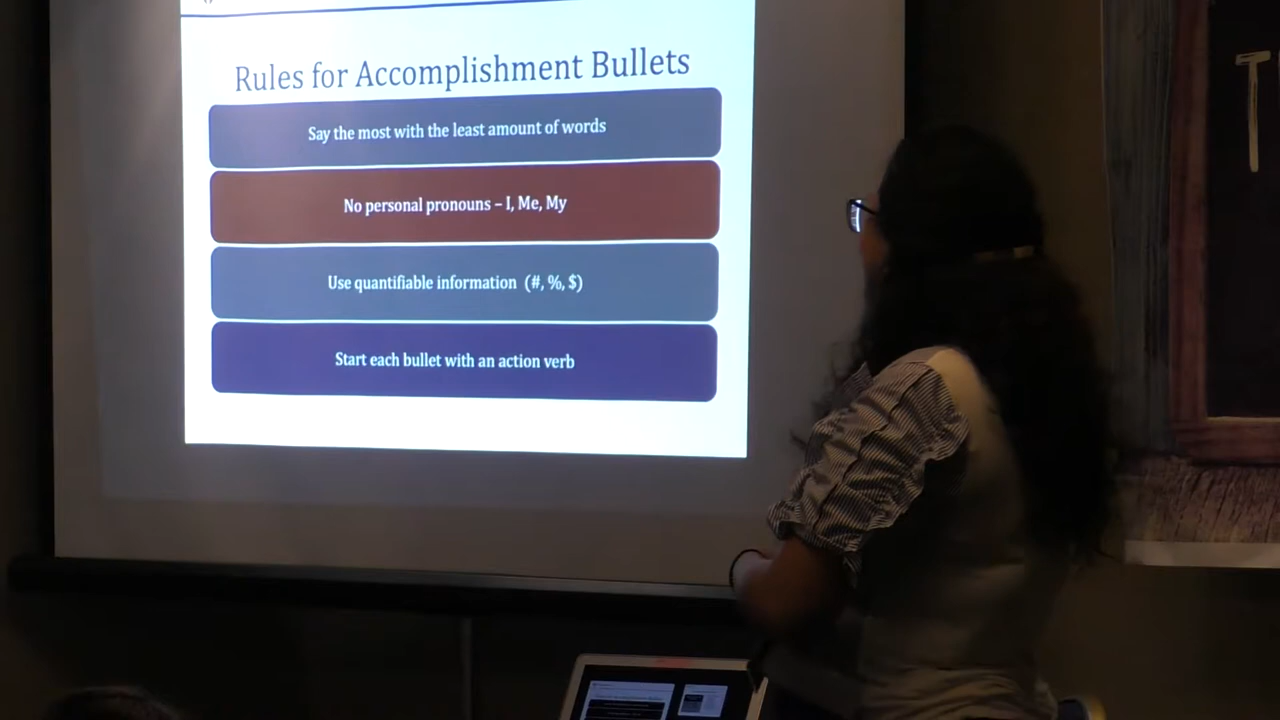 Rules for Accomplishment Bullets
Say the most with the least amount of words
No personal pronouns – I, Me, My
Use quantifiable information (#, %, $)
Start each bullet with an action verb
T